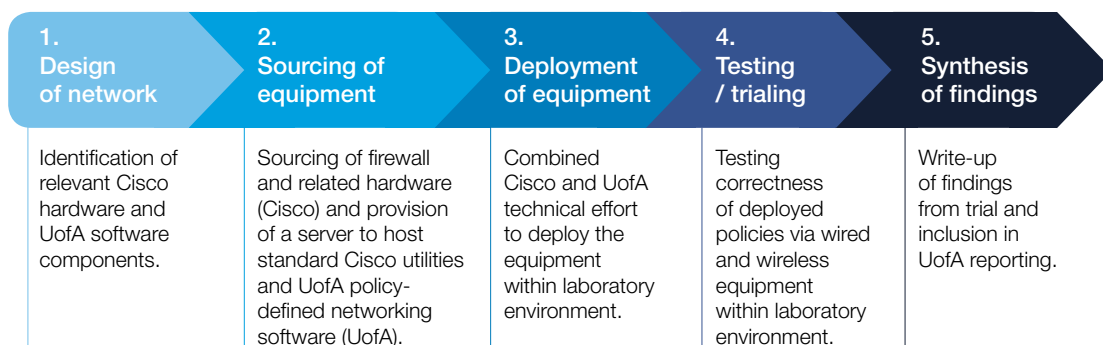 1.
Design
of network
2.
Sourcing of
equipment
3.
Deployment
of equipment
4.
Testing
/ trialing
5.
Synthesis
of findings
Identification of
relevant Cisco
hardware and
UofA software
components.
Sourcing of firewall
and related hardware
(Cisco) and provision
of a server to host
standard Cisco utilities
and UofA policy-
defined networking
software (UofA).
Combined
Cisco and UofA
technical effort
to deploy the
equipment
within laboratory
environment.
Testing
correctness
of deployed
policies via wired
and wireless
equipment
within laboratory
environment.
Write-up
of findings
from trial and
inclusion in
UofA reporting.